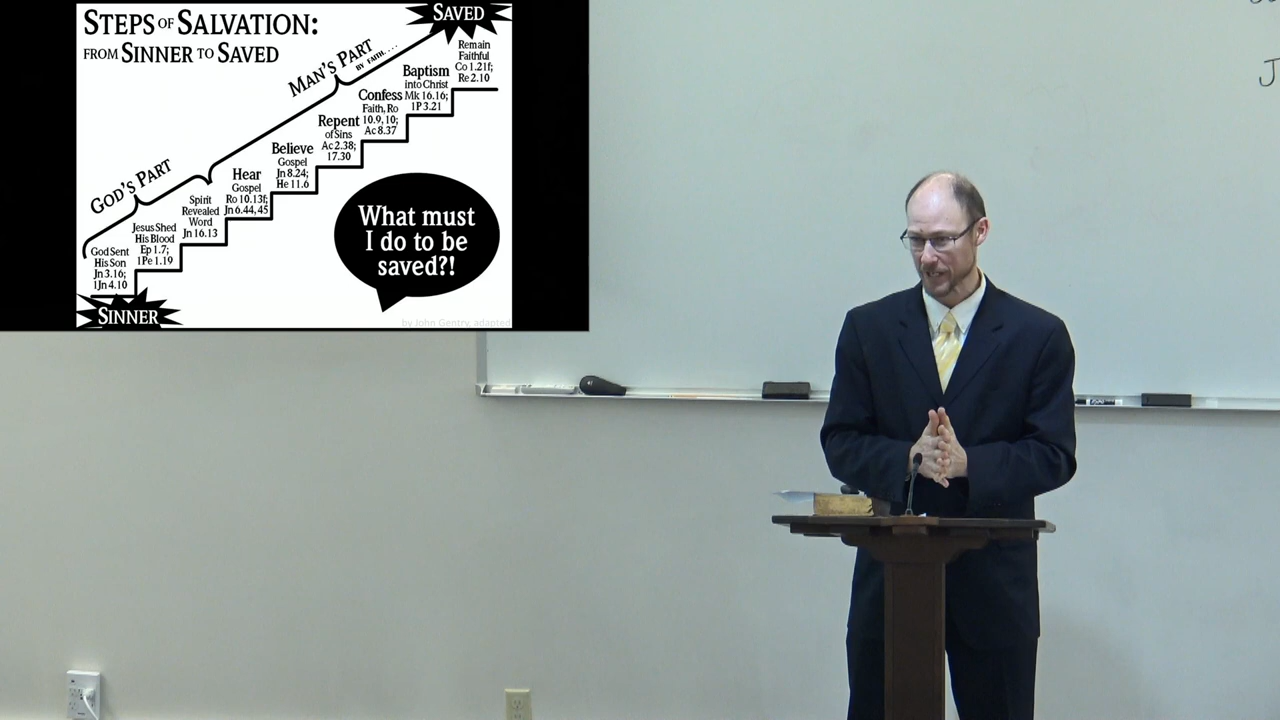 STEPS OF SALVATION:
FROM SINNER TO SAVED
SAVED
MAN'S PART
BY FAITH. . . .
GOD'S PART
God Sent
His Son
Jn 3.16;
1Jn 4.10
Jesus Shed
His Blood
Ep 1.7;
1Pe 1.19
Spirit
Revealed
Word
Jn 16.13
Hear
Gospel
Ro 10.13f;
Jn 6.44, 45
Believe
Gospel
Jn 8.24;
He 11.6
Repent
of Sins
Ac 2.38;
17.30
Confess
Faith, Ro
10.9, 10;
Ac 8.37
Baptism
into Christ
Mk 16.16;
1P 3.21
Remain
Faithful
Co 1.21f;
Re 2.10
What must
I do to be
saved?!
SINNER
by John Gentry, adapted
J